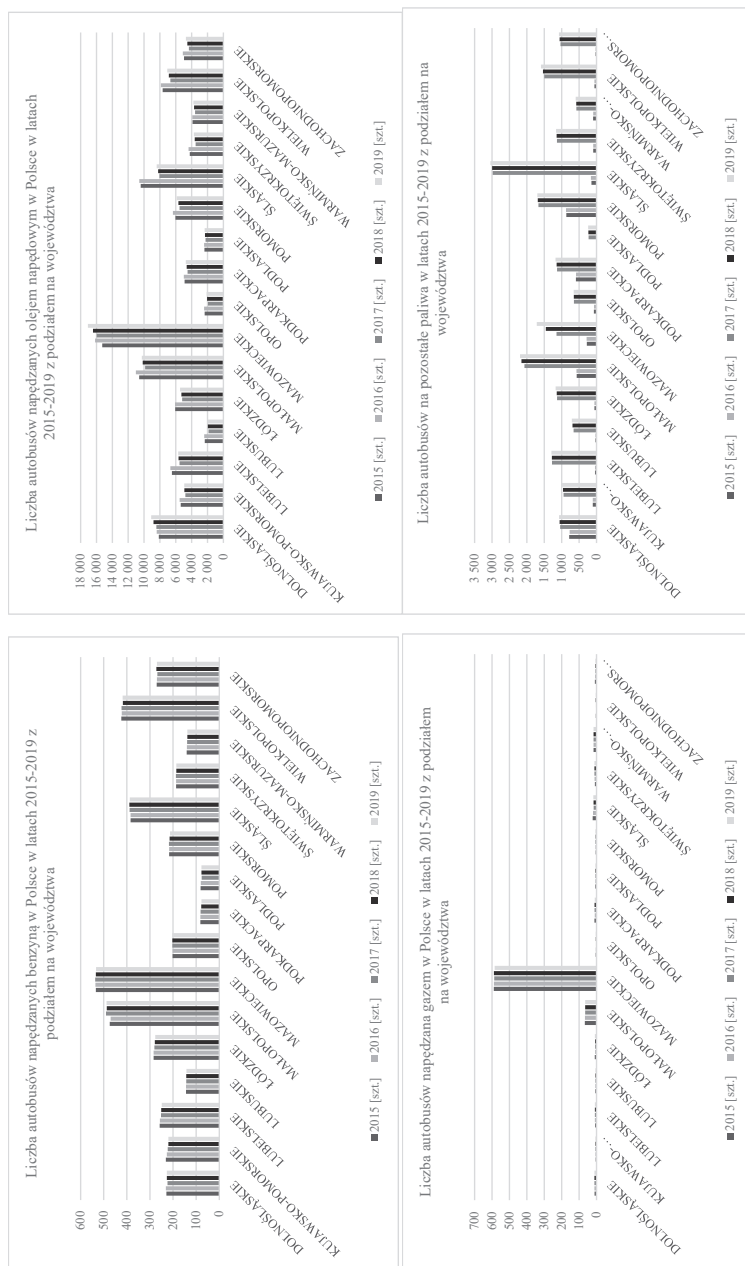 Liczba autobusów napędzanych benzyną w Polsce w latach 2015-2019 z
podziałem na województwa
600
500
400
300
200
100
0
DOLNOŚLĄSKIE
KUJAWSKO-POMORSKIE
LUBELSKIE
LUBUSKIE
ŁÓDZKIE
MAŁOPOLSKIE
MAZOWIECKIE
OPOLSKIE
PODKARPACKIE
PODLASKIE
POMORSKIE
ŚLĄSKIE
ŚWIĘTOKRZYSKIE
WARMIŃSKO-MAZURSKIE
WIELKOPOLSKIE
ZACHODNIOPOMORSKIE
2015 [szt.] 2016 [szt.] 2017 [szt.] 2018 [szt.] 2019 [szt.]
Liczba autobusów napędzanych olejem napędowym w Polsce w latach
2015-2019 z podziałem na województwa
18 000
16 000
14 000
12 000
10 000
8 000
6 000
4 000
2 000
0
DOLNOŚLĄSKIE
KUJAWSKO-POMORSKIE
LUBELSKIE
LUBUSKIE
ŁÓDZKIE
MAŁOPOLSKIE
MAZOWIECKIE
OPOLSKIE
PODKARPACKIE
PODLASKIE
POMORSKIE
ŚLĄSKIE
ŚWIĘTOKRZYSKIE
WARMIŃSKO-MAZURSKIE
WIELKOPOLSKIE
ZACHODNIOPOMORSKIE
2015 [szt.] 2016 [szt.] 2017 [szt.] 2018 [szt.] 2019 [szt.]
Liczba autobusów napędzana gazem w Polsce w latach 2015-2019 z podziałem
na województwa
700
600
500
400
300
200
100
0
DOLNOŚLĄSKIE
KUJAWSKO-…
LUBELSKIE
LUBUSKIE
ŁÓDZKIE
MAŁOPOLSKIE
MAZOWIECKIE
OPOLSKIE
PODKARPACKIE
PODLASKIE
POMORSKIE
ŚLĄSKIE
ŚWIĘTOKRZYSKIE
WARMIŃSKO-…
WIELKOPOLSKIE
ZACHODNIOPOMORS…
2015 [szt.] 2016 [szt.] 2017 [szt.] 2018 [szt.] 2019 [szt.]
Liczba autobusów na pozostałe paliwa w latach 2015-2019 z podziałem na
województwa
3 500
3 000
2 500
2 000
1 500
1 000
500
0
DOLNOŚLĄSKIE
KUJAWSKO-…
LUBELSKIE
LUBUSKIE
ŁÓDZKIE
MAŁOPOLSKIE
MAZOWIECKIE
OPOLSKIE
PODKARPACKIE
PODLASKIE
POMORSKIE
ŚLĄSKIE
ŚWIĘTOKRZYSKIE
WARMIŃSKO-…
WIELKOPOLSKIE
ZACHODNIOPOMORS…
2015 [szt.] 2016 [szt.] 2017 [szt.] 2018 [szt.] 2019 [szt.]